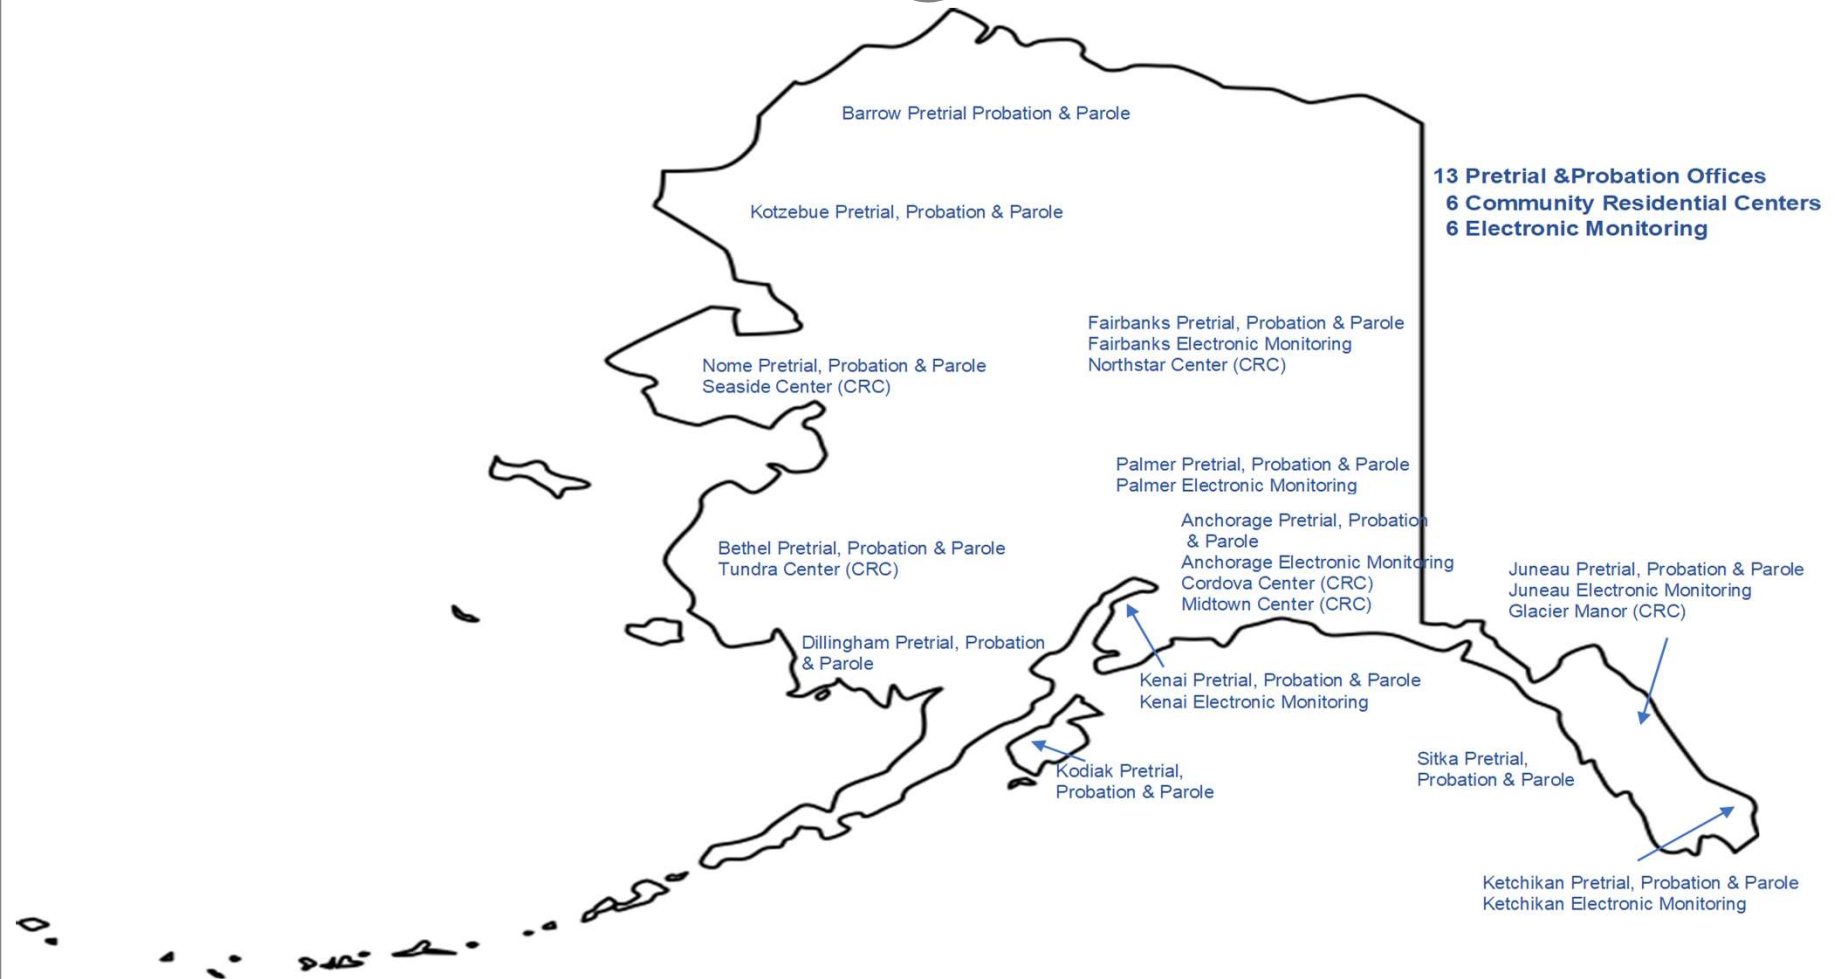 Barrow Pretrial Probation & Parole
13 Pretrial &Probation Offices
6 Community Residential Centers
6 Electronic Monitoring
Kotzebue Pretrial, Probation & Parole
Fairbanks Pretrial, Probation & Parole
Fairbanks Electronic Monitoring
Northstar Center (CRC)
Nome Pretrial, Probation & Parole
Seaside Center (CRC)
Palmer Pretrial, Probation & Parole
Palmer Electronic Monitoring
Anchorage Pretrial, Probation
& Parole
Anchorage Electronic Monitoring
Cordova Center (CRC)
Midtown Center (CRC)
Bethel Pretrial, Probation & Parole
Tundra Center (CRC)
Juneau Pretrial, Probation & Parole
Juneau Electronic Monitoring
Glacier Manor (CRC)
Dillingham Pretrial, Probation
& Parole
Kenai Pretrial, Probation & Parole
Kenai Electronic Monitoring
Kodiak Pretrial,
Probation & Parole
Sitka Pretrial,
Probation & Parole
Ketchikan Pretrial, Probation & Parole
Ketchikan Electronic Monitoring